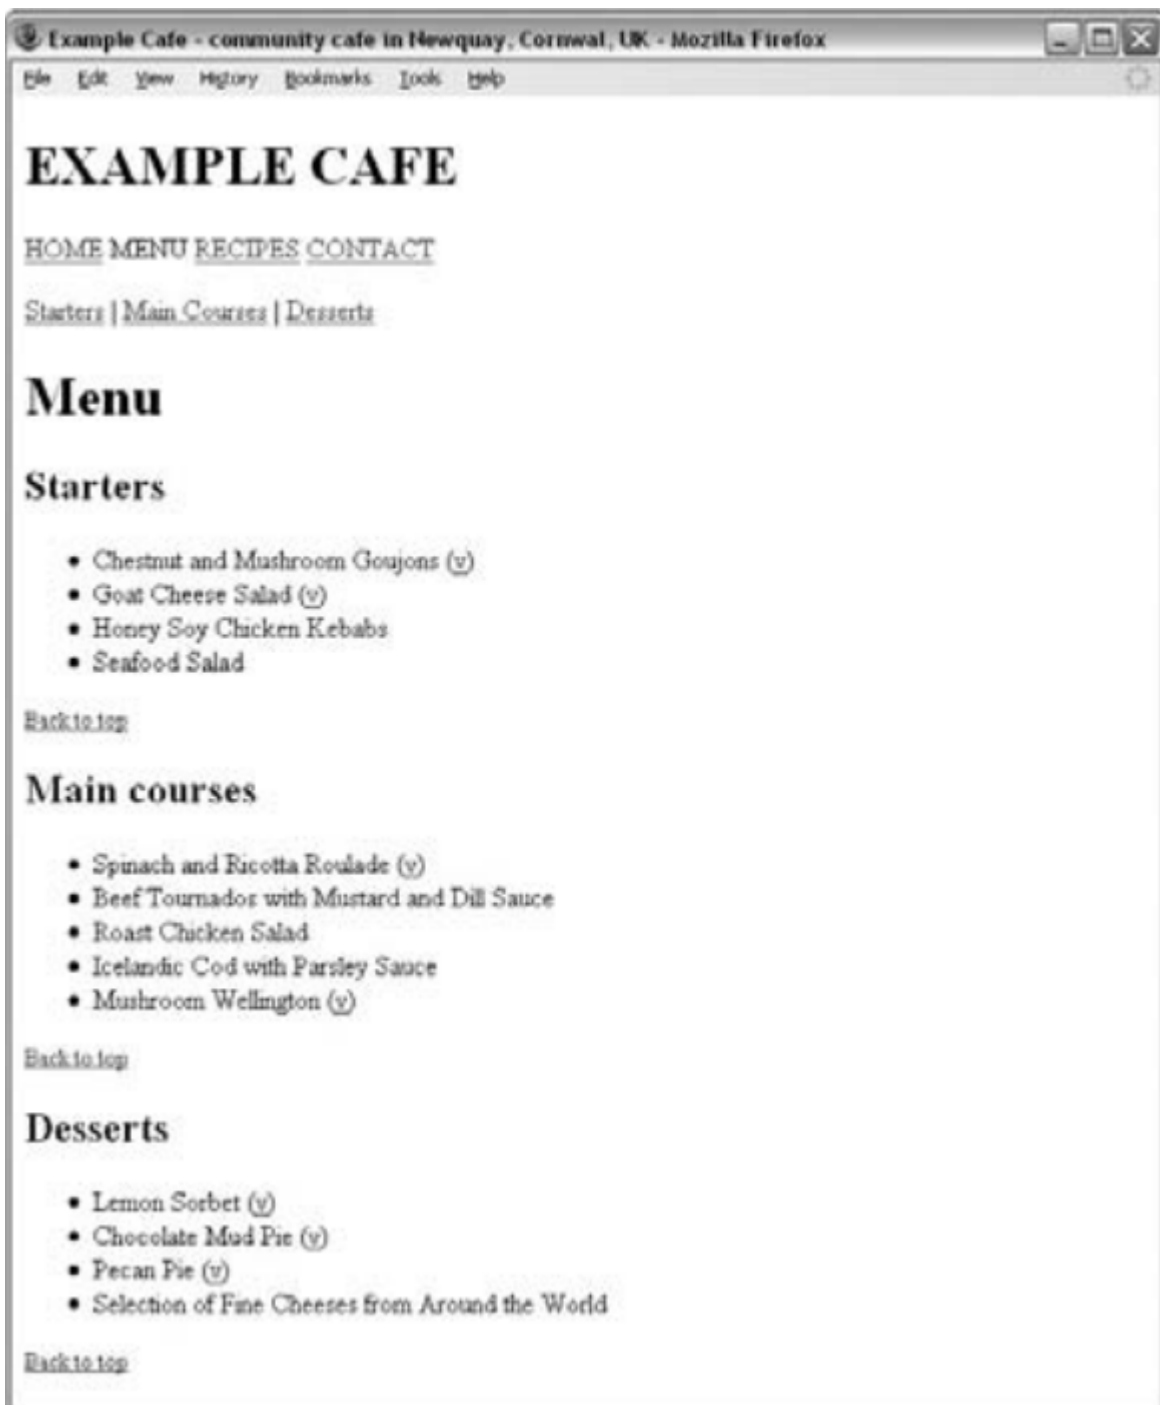 Example Cafe - community cafe in Newquay, Cornwal, UK - Mozilla Firefox
File Edit View History Bookmarks Tools Help
EXAMPLE CAFE
HOME MENU RECIPES CONTACT
Starters | Main Courses | Desserts
Menu
Starters
• Chestnut and Mushroom Goujons (v)
• Goat Cheese Salad (v)
• Honey Soy Chicken Kebabs
• Seafood Salad
Back to top
Main courses
• Spinach and Ricotta Roulade (v)
• Beef Tournados with Mustard and Dill Sauce
• Roast Chicken Salad
• Icelandic Cod with Parsley Sauce
• Mushroom Wellington (v)
Back to top
Desserts
• Lemon Sorbet (v)
• Chocolate Mud Pie (v)
• Pecan Pie (v)
• Selection of Fine Cheeses from Around the World
Back to top